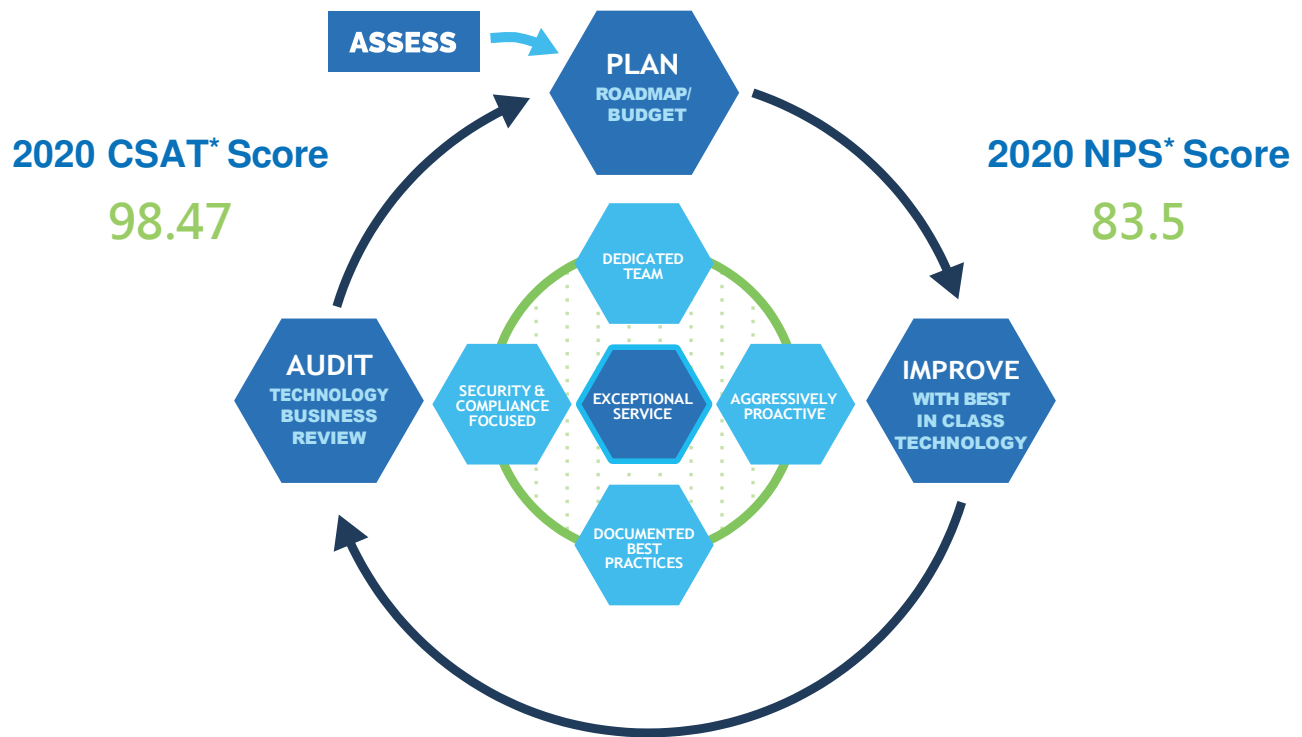 ASSESS
PLAN
ROADMAP/
BUDGET
2020 CSAT* Score
98.47
2020 NPS* Score
83.5
DEDICATED
TEAM
AUDIT
TECHNOLOGY
BUSINESS
REVIEW
SECURITY &
COMPLIANCE
FOCUSED
EXCEPTIONAL
SERVICE
AGGRESSIVELY
PROACTIVE
IMPROVE
WITH BEST
IN CLASS
TECHNOLOGY
DOCUMENTED
BEST
PRACTICES